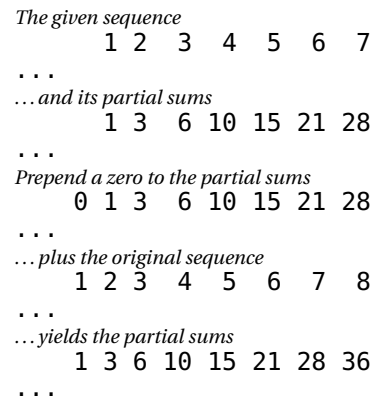 The given sequence
1 2 3 4 5 6 7
...
...and its partial sums
1 3 6 10 15 21 28
...
Prepend a zero to the partial sums
0 1 3 6 10 15 21 28
...
...plus the original sequence
1 2 3 4 5 6 7 8
...
...yields the partial sums
1 3 6 10 15 21 28 36
...